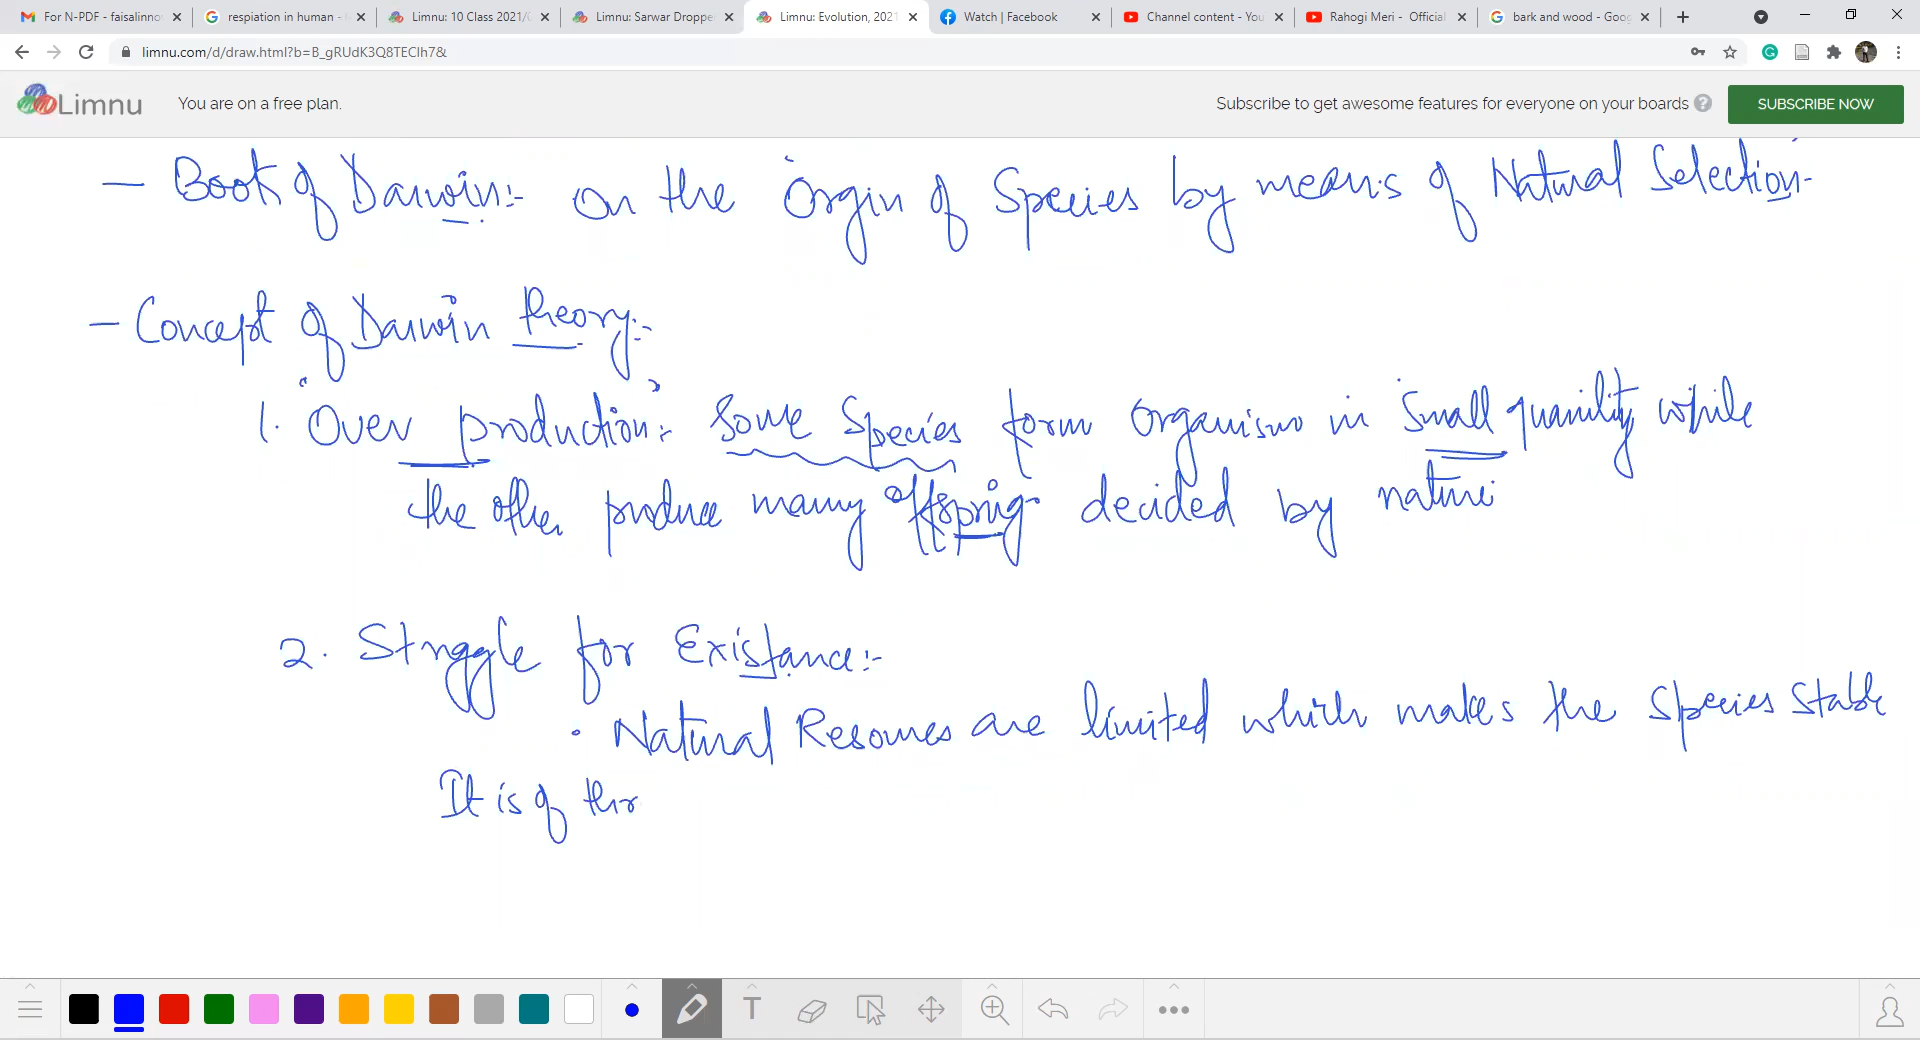 For N-PDF - faisalinno
respiation in human -
Limnu: 10 Class 2021/
Limnu: Sarwar Droppe
Limnu: Evolution, 2021
Watch | Facebook
Channel content - You
Rahogi Meri - Official
bark and wood - Goog
limnu.com/d/draw.html?b=B_gRUdK3Q8TEClh7&
Limnu
You are on a free plan.
Subscribe to get awesome features for everyone on your boards ?
SUBSCRIBE NOW
- Book of Darwin:- On the Orgin of Species by means of Natural Selection-
- Concept of Darwin theory:-
1. "Over production": Some Species form Organism in small quanility while
the other produce many offspring decided by nature
2. Struggle for Existance:-
• Natural Resources are limited which makes the Species Stable
It is of
T